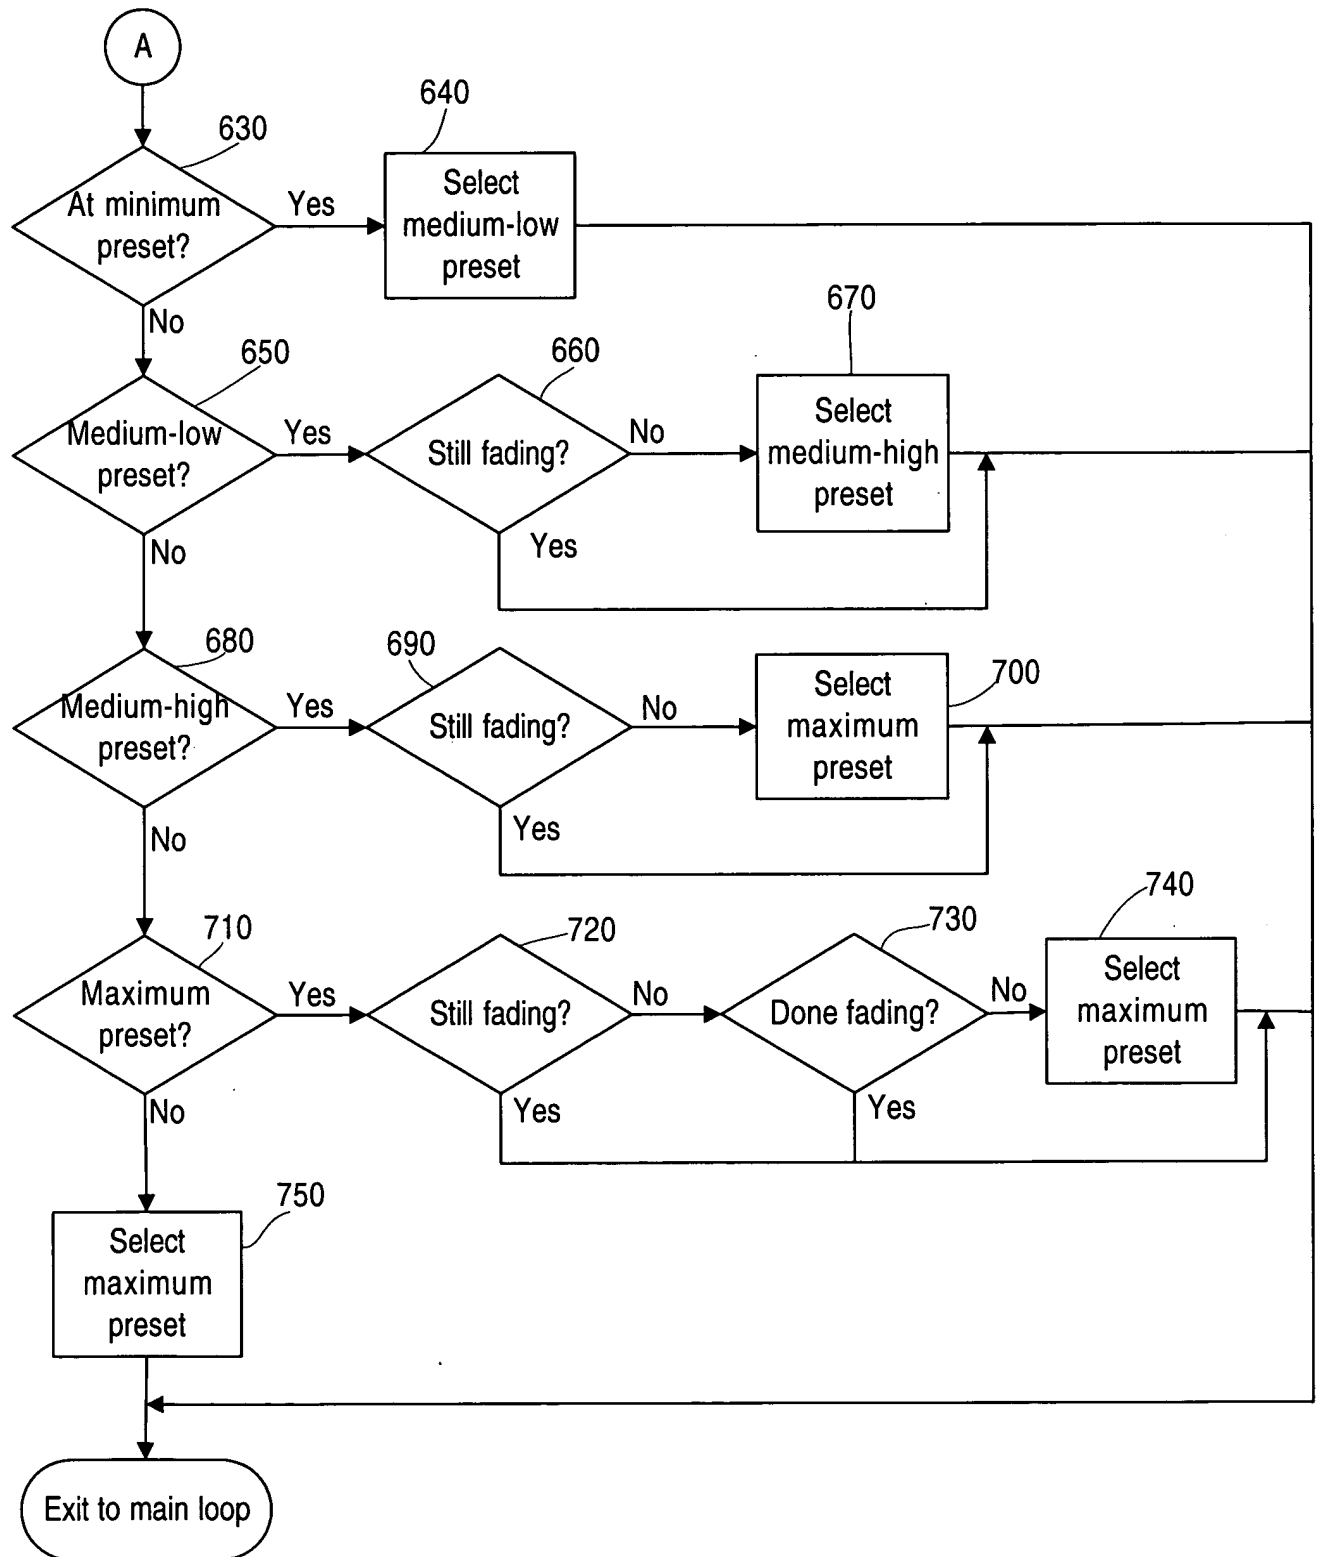 A
630
640
At minimum
preset?
Yes
Select
medium-low
preset
No
650
660
670
Medium-low
preset?
Yes
Still fading?
No
Select
medium-high
preset
No
Yes
680
690
700
Medium-high
preset?
Yes
Still fading?
No
Select
maximum
preset
No
Yes
710
720
730
740
Maximum
preset?
Yes
Still fading?
No
Done fading?
No
Select
maximum
preset
No
Yes
Yes
750
Select
maximum
preset
Exit to main loop